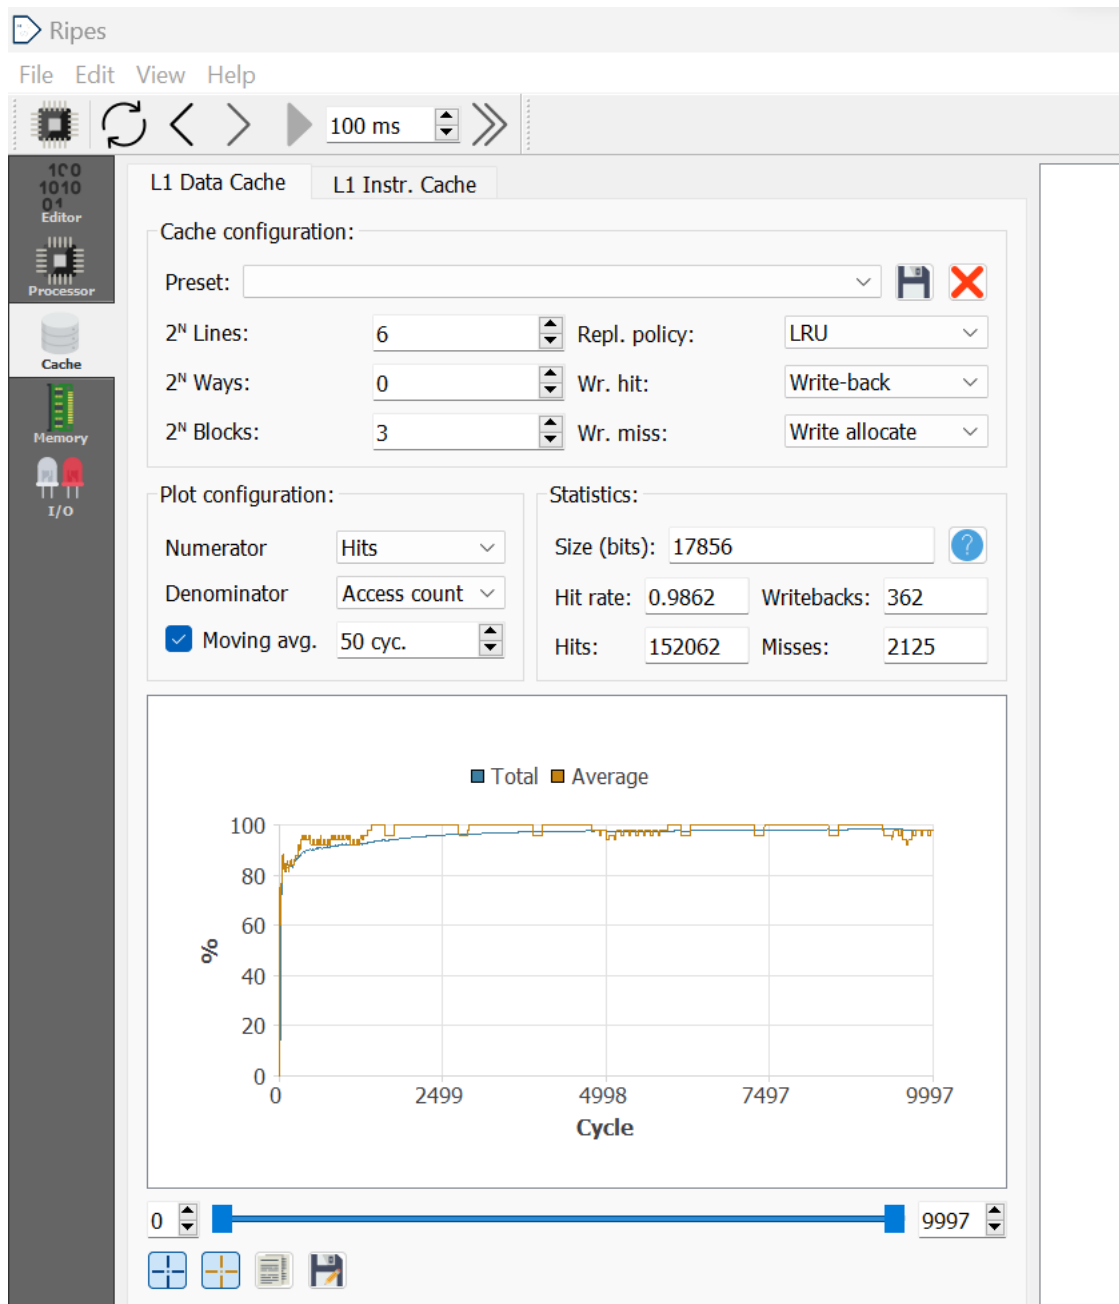 Ripes
File Edit View Help
100 ms
Editor
Processor
Cache
Memory
I/O
L1 Data Cache L1 Instr. Cache
Cache configuration:
Preset:
2ᴺ Lines: 6 Repl. policy: LRU
2ᴺ Ways: 0 Wr. hit: Write-back
2ᴺ Blocks: 3 Wr. miss: Write allocate
Plot configuration: Statistics:
Numerator Hits Size (bits): 17856 ?
Denominator Access count Hit rate: 0.9862 Writebacks: 362
Moving avg. 50 cyc. Hits: 152062 Misses: 2125
Total Average
100
80
60
%
40
20
0
0 2499 4998 7497 9997
Cycle
0 9997